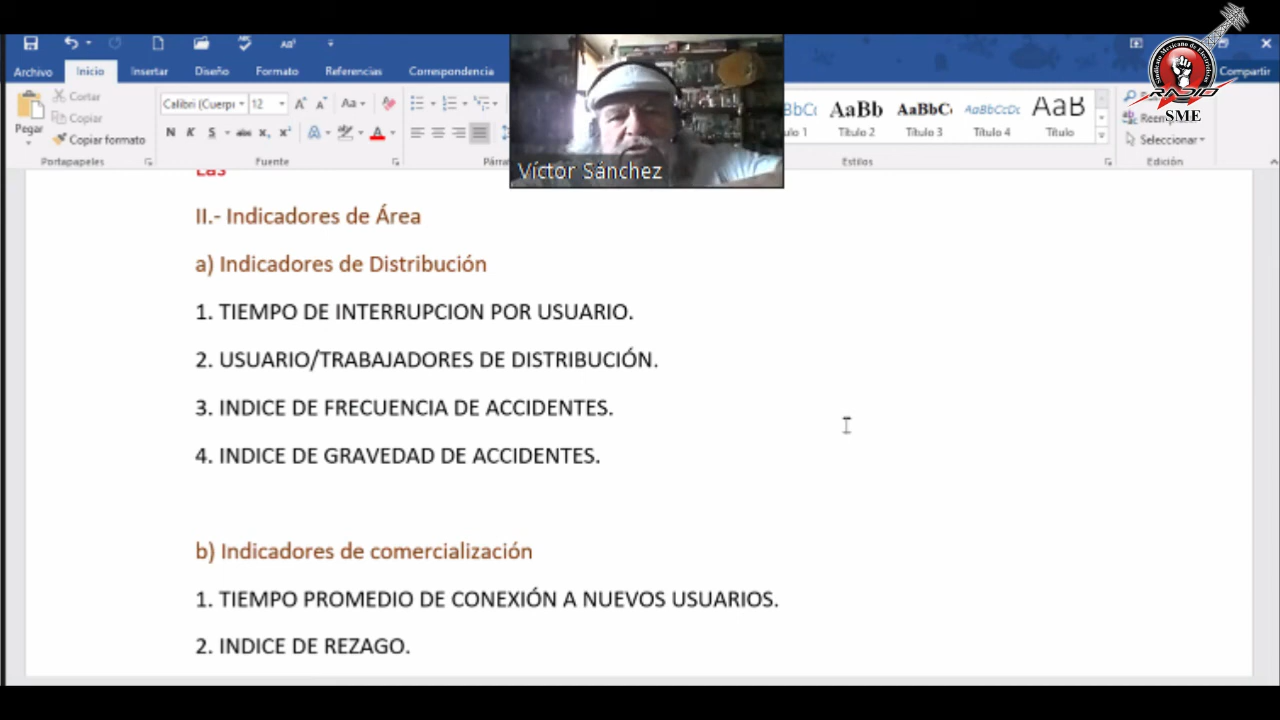 Archivo Inicio Insertar Diseño Formato Referencias Correspondencia Compartir
Pegar
Cortar
Copiar
Copiar formato
Portapapeles
Calibri (Cuerpo 12
Fuente
Título 2
Título 3
Título 4
Título
Estilos
Seleccionar
Edición
RADIO
SME
Víctor Sánchez
Las
II.- Indicadores de Área
a) Indicadores de Distribución
1. TIEMPO DE INTERRUPCION POR USUARIO.
2. USUARIO/TRABAJADORES DE DISTRIBUCIÓN.
3. INDICE DE FRECUENCIA DE ACCIDENTES.
4. INDICE DE GRAVEDAD DE ACCIDENTES.
b) Indicadores de comercialización
1. TIEMPO PROMEDIO DE CONEXIÓN A NUEVOS USUARIOS.
2. INDICE DE REZAGO.